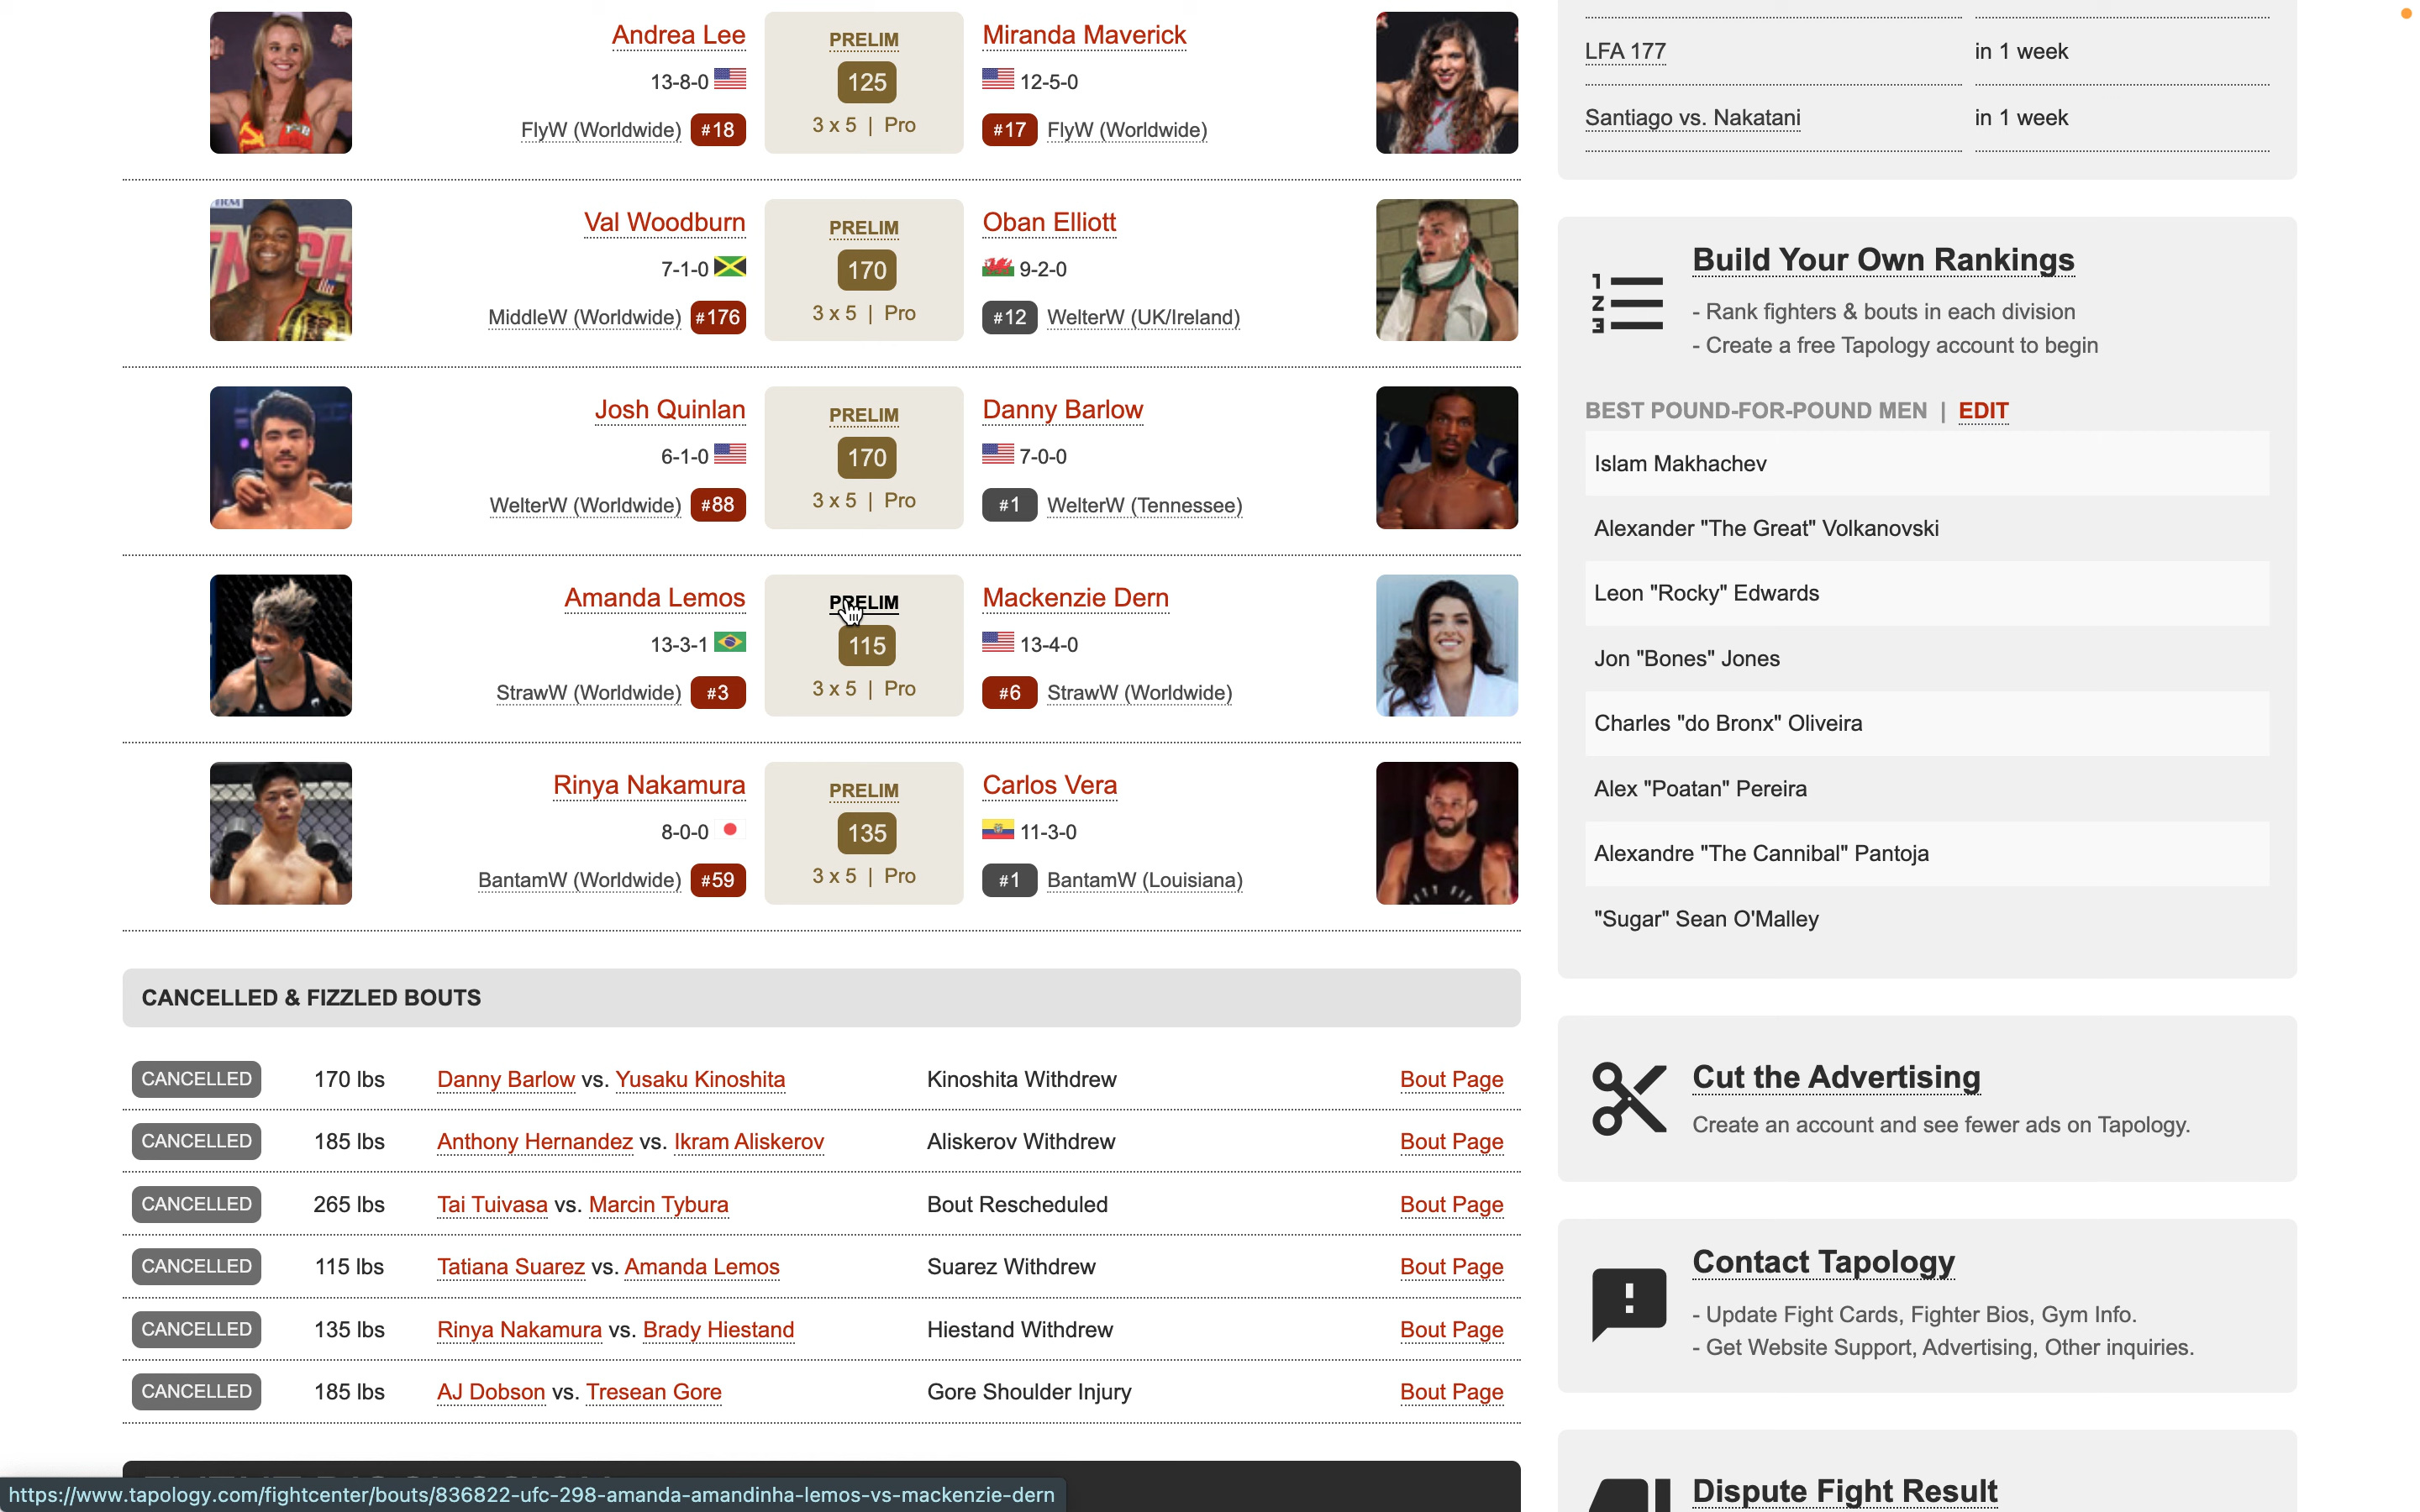 Andrea Lee
PRELIM
Miranda Maverick
13-8-0
125
12-5-0
FlyW (Worldwide) #18
3 x 5 | Pro
#17 FlyW (Worldwide)
Val Woodburn
PRELIM
Oban Elliott
7-1-0
170
9-2-0
MiddleW (Worldwide) #176
3 x 5 | Pro
#12 WelterW (UK/Ireland)
Josh Quinlan
PRELIM
Danny Barlow
6-1-0
170
7-0-0
WelterW (Worldwide) #88
3 x 5 | Pro
#1 WelterW (Tennessee)
Amanda Lemos
PRELIM
Mackenzie Dern
13-3-1
115
13-4-0
StrawW (Worldwide) #3
3 x 5 | Pro
#6 StrawW (Worldwide)
Rinya Nakamura
PRELIM
Carlos Vera
8-0-0
135
11-3-0
BantamW (Worldwide) #59
3 x 5 | Pro
#1 BantamW (Louisiana)
CANCELLED & FIZZLED BOUTS
CANCELLED 170 lbs Danny Barlow vs. Yusaku Kinoshita Kinoshita Withdrew Bout Page
CANCELLED 185 lbs Anthony Hernandez vs. Ikram Aliskerov Aliskerov Withdrew Bout Page
CANCELLED 265 lbs Tai Tuivasa vs. Marcin Tybura Bout Rescheduled Bout Page
CANCELLED 115 lbs Tatiana Suarez vs. Amanda Lemos Suarez Withdrew Bout Page
CANCELLED 135 lbs Rinya Nakamura vs. Brady Hiestand Hiestand Withdrew Bout Page
CANCELLED 185 lbs AJ Dobson vs. Tresean Gore Gore Shoulder Injury Bout Page
https://www.tapology.com/fightcenter/bouts/836822-ufc-298-amanda-amandinha-lemos-vs-mackenzie-dern
LFA 177 in 1 week
Santiago vs. Nakatani in 1 week
1
2
3
Build Your Own Rankings
- Rank fighters & bouts in each division
- Create a free Tapology account to begin
BEST POUND-FOR-POUND MEN | EDIT
Islam Makhachev
Alexander "The Great" Volkanovski
Leon "Rocky" Edwards
Jon "Bones" Jones
Charles "do Bronx" Oliveira
Alex "Poatan" Pereira
Alexandre "The Cannibal" Pantoja
"Sugar" Sean O'Malley
Cut the Advertising
Create an account and see fewer ads on Tapology.
Contact Tapology
- Update Fight Cards, Fighter Bios, Gym Info.
- Get Website Support, Advertising, Other inquiries.
Dispute Fight Result